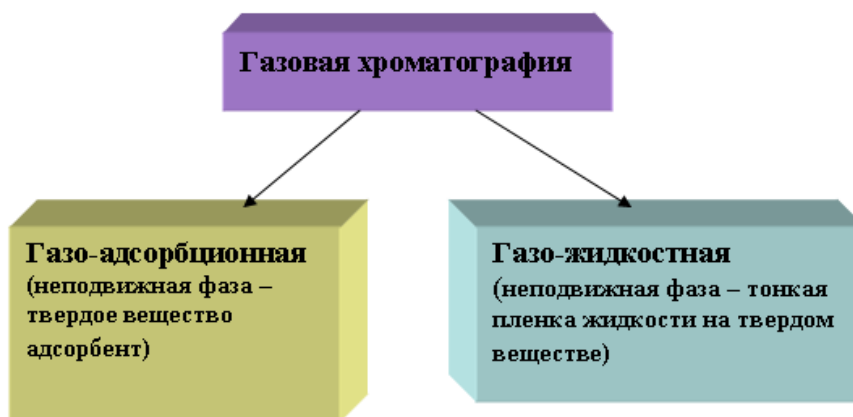 Газовая хроматография
Газо-адсорбционная
(неподвижная фаза –
твердое вещество
адсорбент)
Газо-жидкостная
(неподвижная фаза – тонкая
пленка жидкости на твердом
веществе)